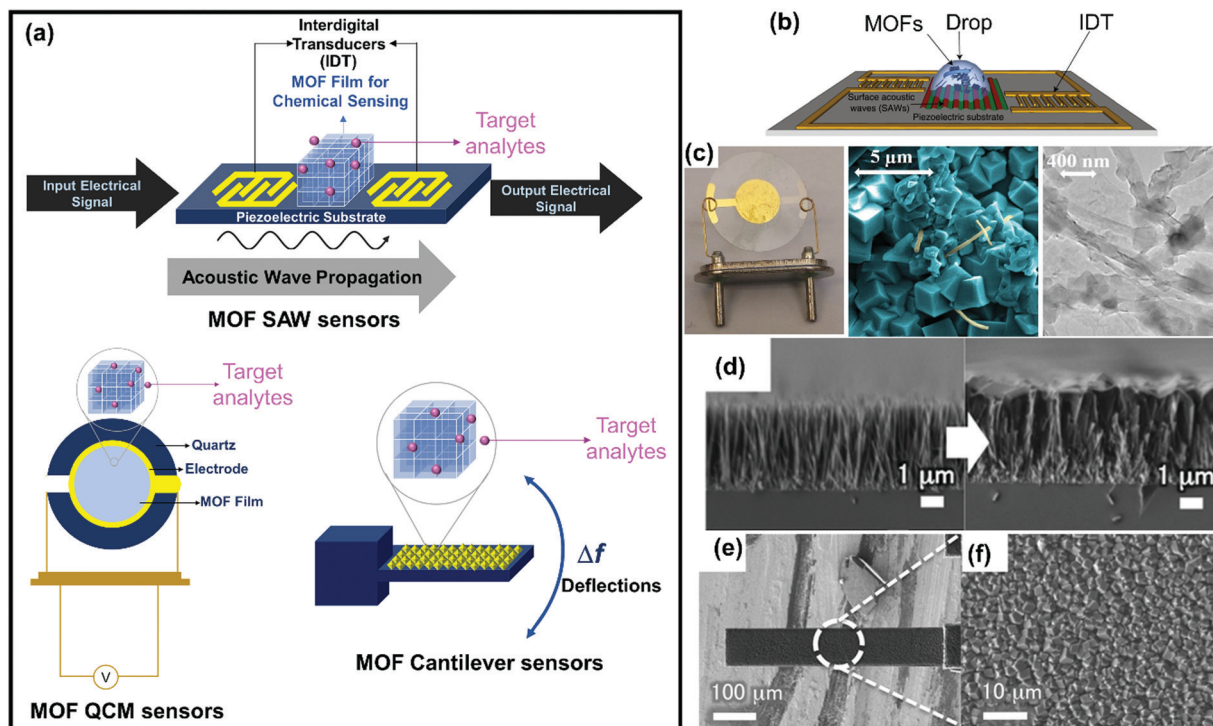 (a)
Interdigital
Transducers
(IDT)
MOF Film for
Chemical Sensing
Target
analytes
Input Electrical
Signal
Output Electrical
Signal
Piezoelectric Substrate
Acoustic Wave Propagation
MOF SAW sensors
Target
analytes
Quartz
Electrode
MOF Film
V
MOF QCM sensors
Target
analytes
Δf
Deflections
MOF Cantilever sensors
(b)
MOFs
Drop
IDT
Surface acoustic
waves (SAWs)
Piezoelectric substrate
(c)
5 µm
400 nm
(d)
1 µm
1 µm
(e)
100 µm
(f)
10 µm